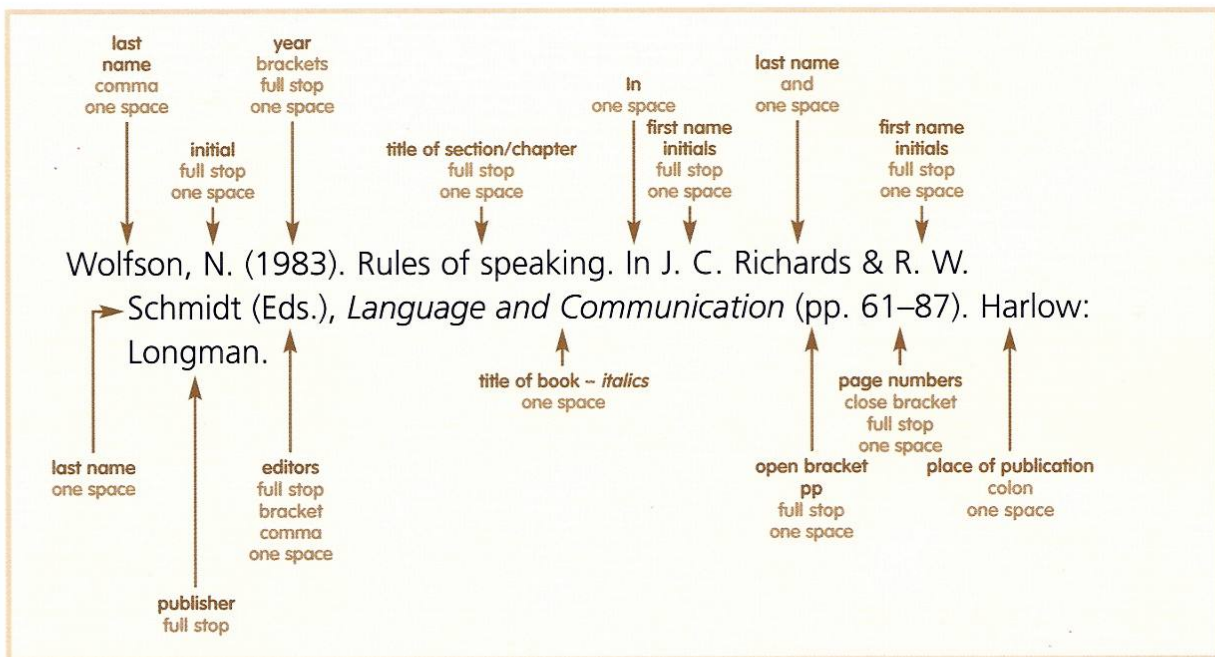 last
name
comma
one space
year
brackets
full stop
one space
initial
full stop
one space
title of section/chapter
full stop
one space
In
one space
first name
initials
full stop
one space
last name
and
one space
first name
initials
full stop
one space
Wolfson, N. (1983). Rules of speaking. In J. C. Richards & R. W.
Schmidt (Eds.), Language and Communication (pp. 61–87). Harlow:
Longman.
last name
one space
publisher
full stop
editors
full stop
bracket
comma
one space
title of book – italics
one space
open bracket
pp
full stop
one space
page numbers
close bracket
full stop
one space
place of publication
colon
one space